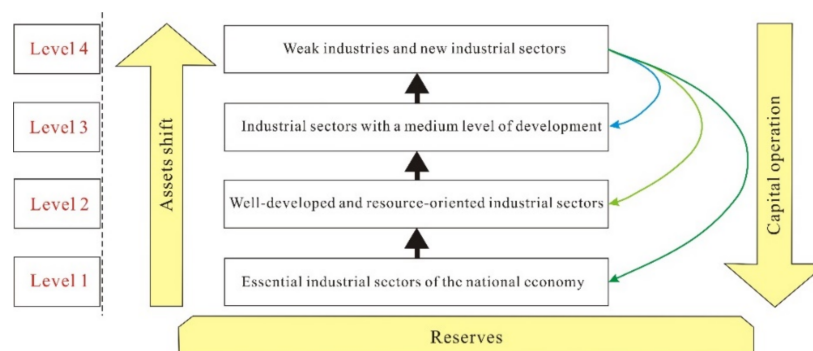 Level 4
Weak industries and new industrial sectors
Level 3
Industrial sectors with a medium level of development
Level 2
Well-developed and resource-oriented industrial sectors
Level 1
Essential industrial sectors of the national economy
Assets shift
Capital operation
Reserves